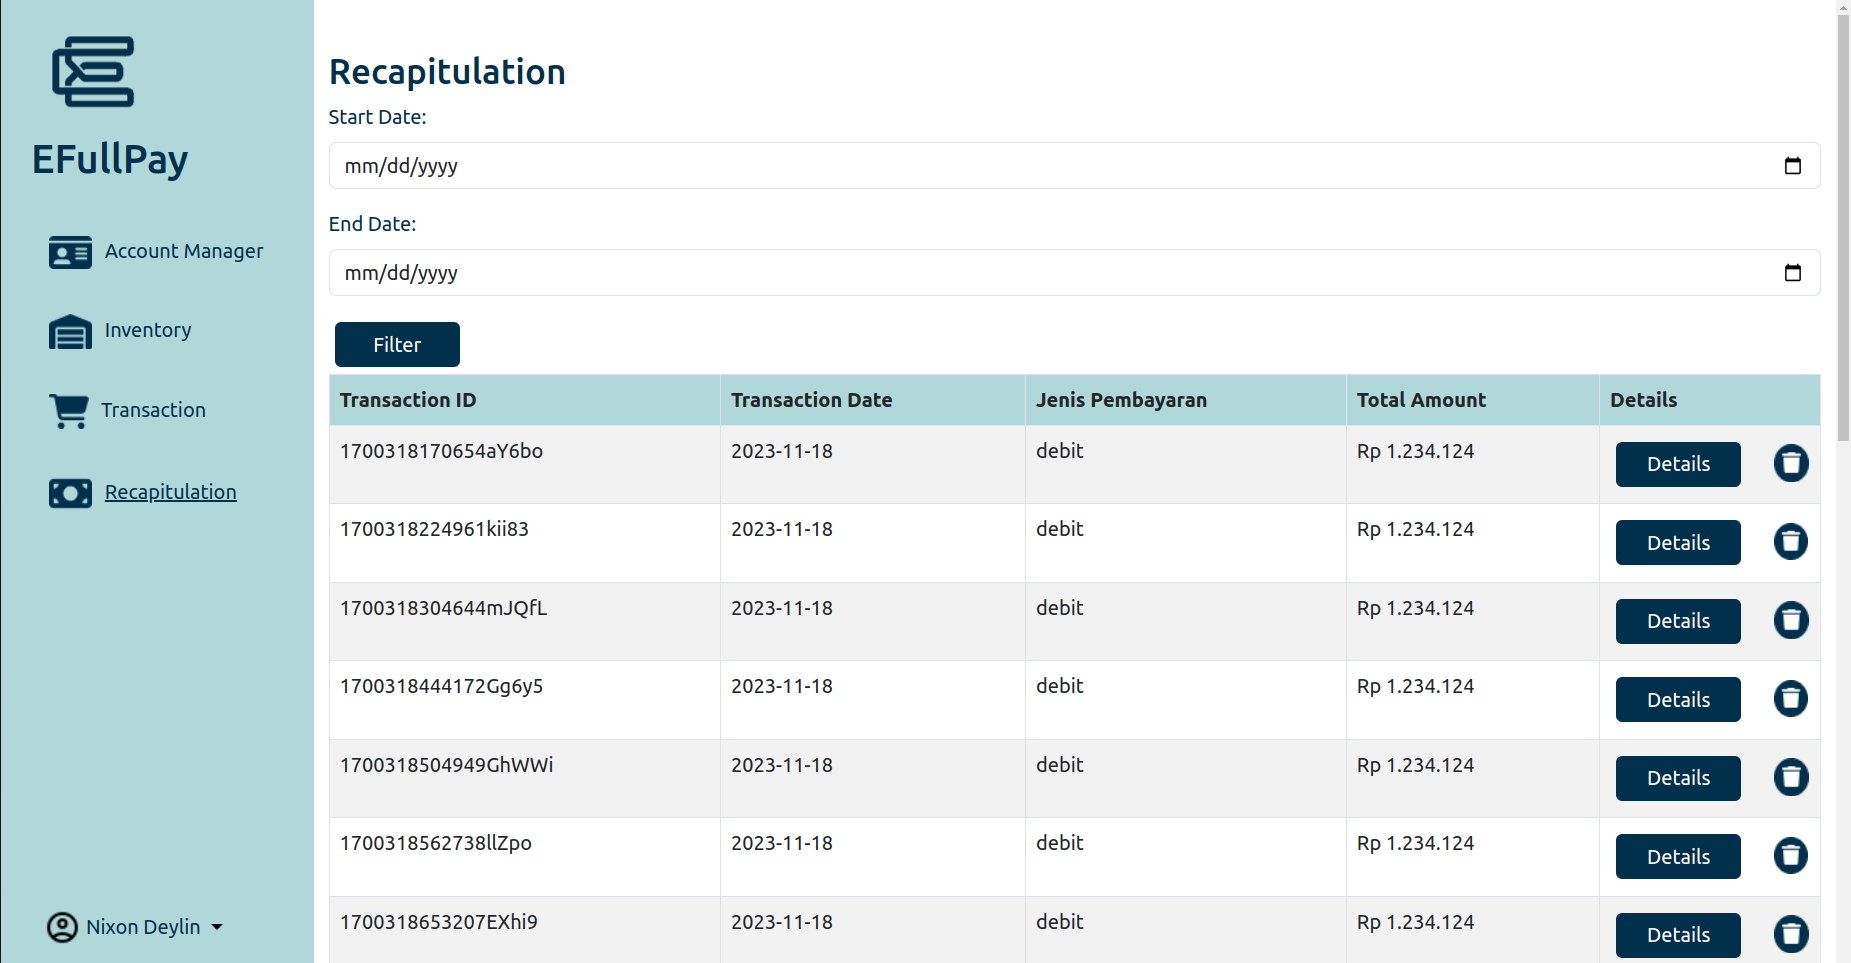 EFullPay
Account Manager
Inventory
Transaction
Recapitulation
Nixon Deylin
Recapitulation
Start Date:
mm/dd/yyyy
End Date:
mm/dd/yyyy
Filter
Transaction ID Transaction Date Jenis Pembayaran Total Amount Details
1700318170654aY6bo 2023-11-18 debit Rp 1.234.124 Details
1700318224961kii83 2023-11-18 debit Rp 1.234.124 Details
1700318304644mJQfL 2023-11-18 debit Rp 1.234.124 Details
1700318444172Gg6y5 2023-11-18 debit Rp 1.234.124 Details
1700318504949GhWWi 2023-11-18 debit Rp 1.234.124 Details
1700318562738llZpo 2023-11-18 debit Rp 1.234.124 Details
1700318653207EXhi9 2023-11-18 debit Rp 1.234.124 Details